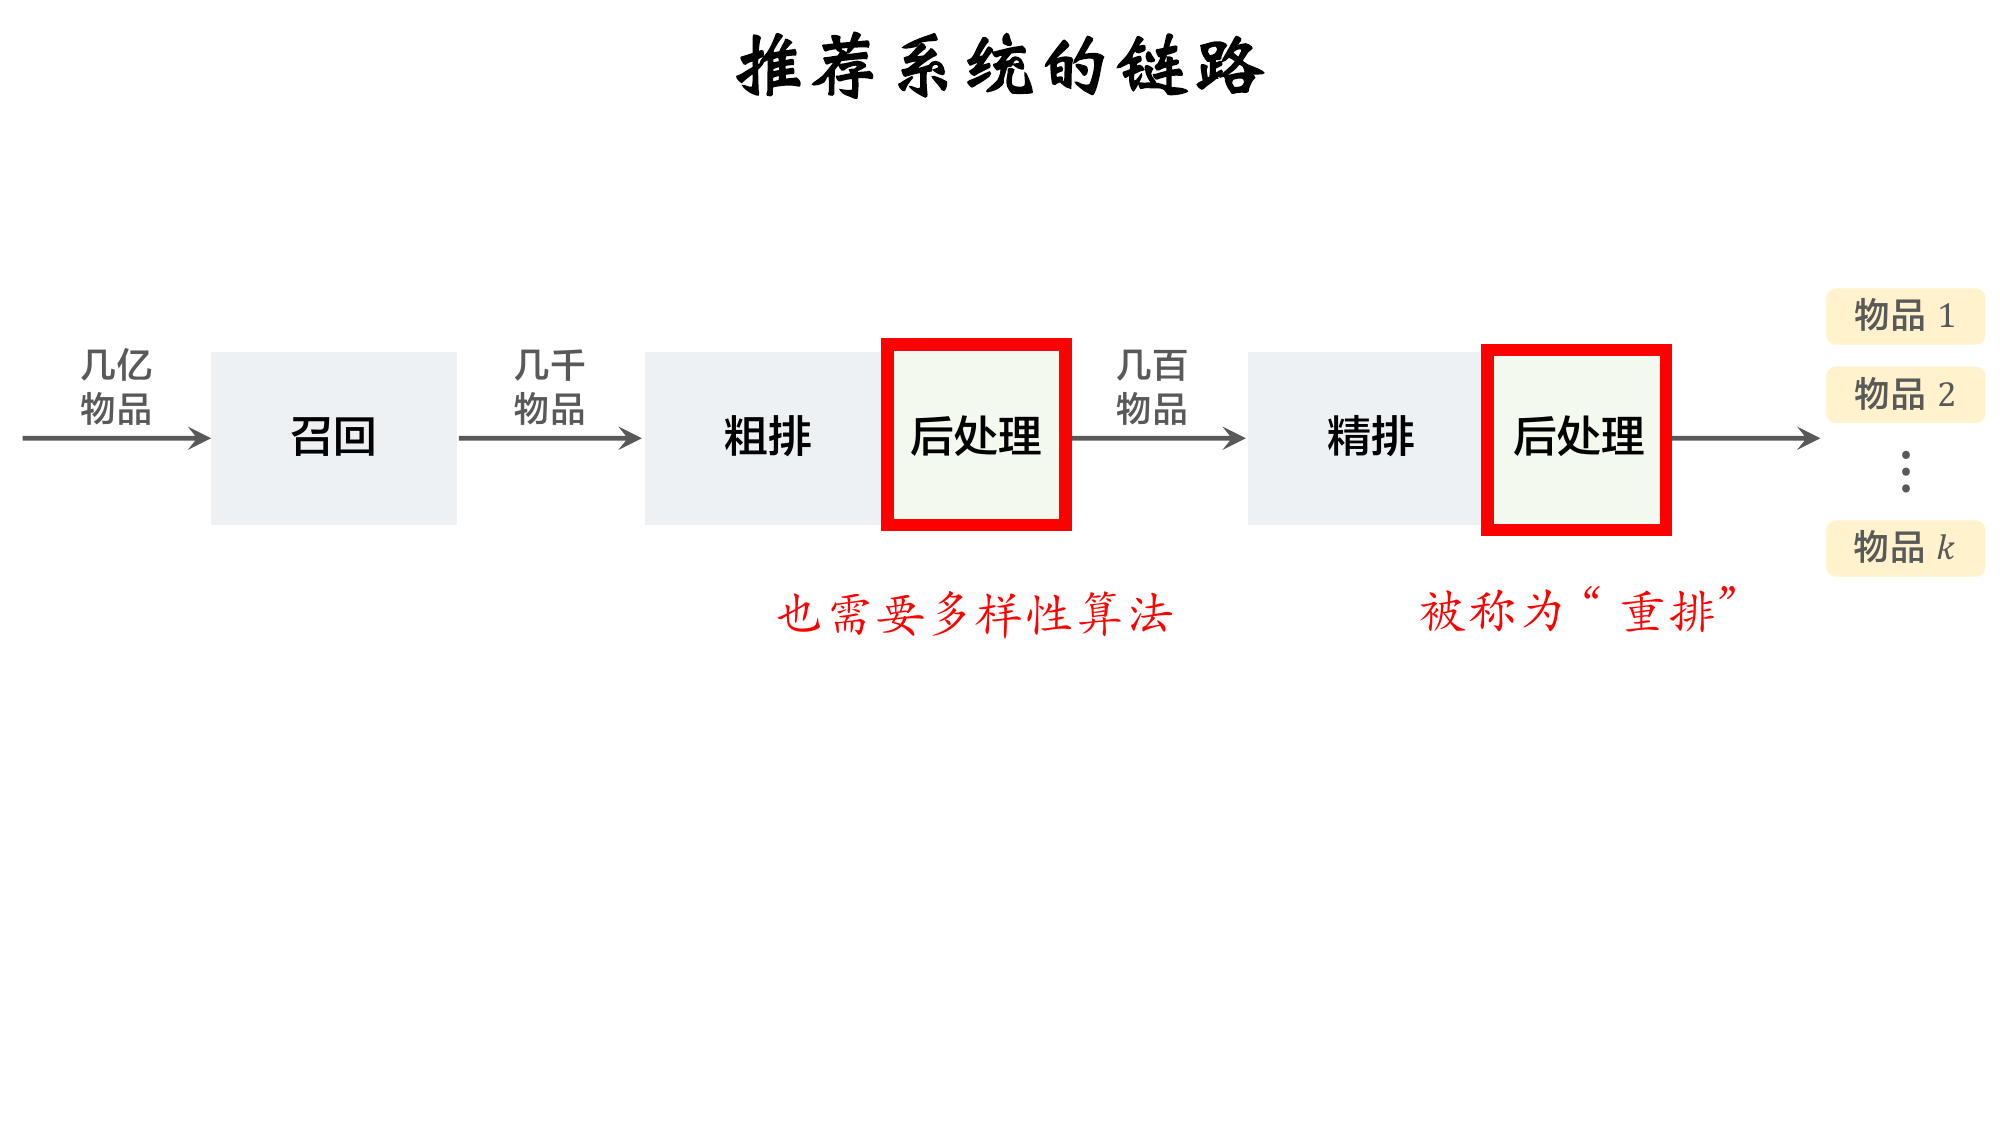 推荐系统的链路
几亿
物品
召回
几千
物品
粗排
后处理
几百
物品
精排
后处理
物品 1
物品 2
⋮
物品 k
也需要多样性算法
被称为“重排”